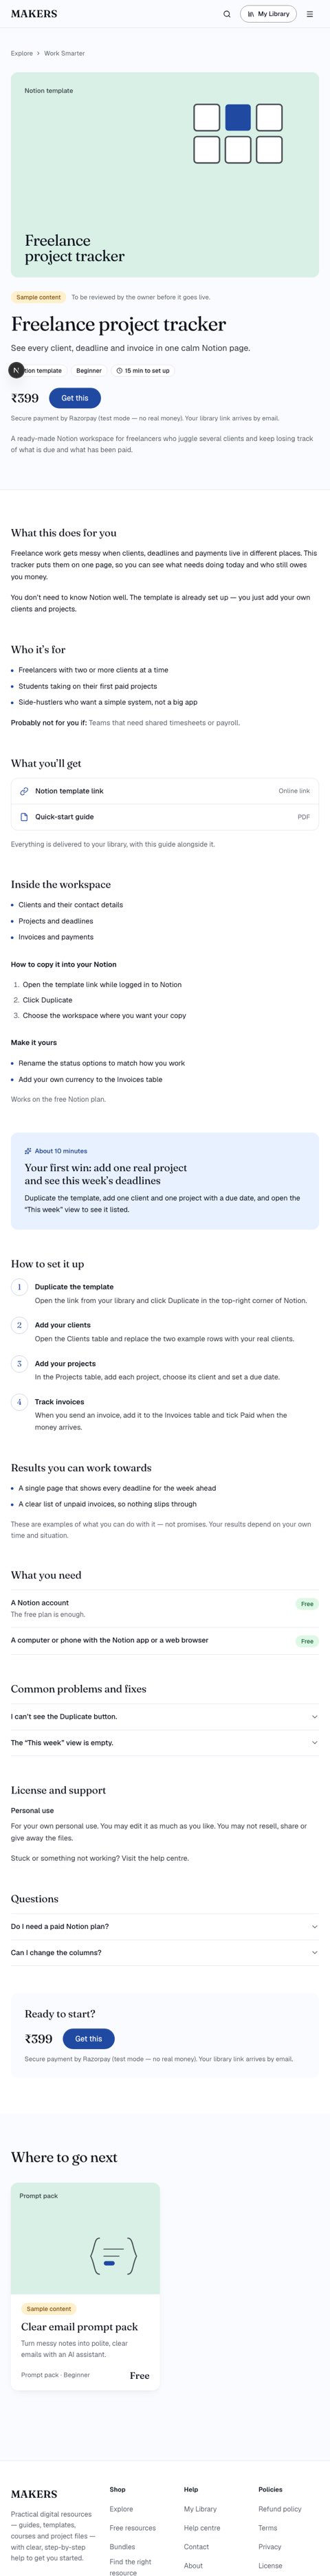 MAKERS
My Library
Explore > Work Smarter
Notion template
Freelance
project tracker
Sample content
To be reviewed by the owner before it goes live.
Freelance project tracker
See every client, deadline and invoice in one calm Notion page.
N
tion template
Beginner
15 min to set up
₹399
Get this
Secure payment by Razorpay (test mode — no real money). Your library link arrives by email.
A ready-made Notion workspace for freelancers who juggle several clients and keep losing track
of what is due and what has been paid.
What this does for you
Freelance work gets messy when clients, deadlines and payments live in different places. This
tracker puts them on one page, so you can see what needs doing today and who still owes
you money.
You don't need to know Notion well. The template is already set up — you just add your own
clients and projects.
Who it's for
• Freelancers with two or more clients at a time
• Students taking on their first paid projects
• Side-hustlers who want a simple system, not a big app
Probably not for you if: Teams that need shared timesheets or payroll.
What you'll get
Notion template link
Online link
Quick-start guide
PDF
Everything is delivered to your library, with this guide alongside it.
Inside the workspace
• Clients and their contact details
• Projects and deadlines
• Invoices and payments
How to copy it into your Notion
1. Open the template link while logged in to Notion
2. Click Duplicate
3. Choose the workspace where you want your copy
Make it yours
• Rename the status options to match how you work
• Add your own currency to the Invoices table
Works on the free Notion plan.
About 10 minutes
Your first win: add one real project
and see this week's deadlines
Duplicate the template, add one client and one project with a due date, and open the
"This week" view to see it listed.
How to set it up
1
Duplicate the template
Open the link from your library and click Duplicate in the top-right corner of Notion.
2
Add your clients
Open the Clients table and replace the two example rows with your real clients.
3
Add your projects
In the Projects table, add each project, choose its client and set a due date.
4
Track invoices
When you send an invoice, add it to the Invoices table and tick Paid when the
money arrives.
Results you can work towards
• A single page that shows every deadline for the week ahead
• A clear list of unpaid invoices, so nothing slips through
These are examples of what you can do with it — not promises. Your results depend on your own
time and situation.
What you need
A Notion account
Free
The free plan is enough.
A computer or phone with the Notion app or a web browser
Free
Common problems and fixes
I can't see the Duplicate button.
The "This week" view is empty.
License and support
Personal use
For your own personal use. You may edit it as much as you like. You may not resell, share or
give away the files.
Stuck or something not working? Visit the help centre.
Questions
Do I need a paid Notion plan?
Can I change the columns?
Ready to start?
₹399
Get this
Secure payment by Razorpay (test mode — no real money). Your library link arrives by email.
Where to go next
Prompt pack
Sample content
Clear email prompt pack
Turn messy notes into polite, clear
emails with an AI assistant.
Prompt pack · Beginner
Free
MAKERS
Practical digital resources
— guides, templates,
courses and project files —
with clear, step-by-step
help to get you started.
Shop
Explore
Free resources
Bundles
Find the right
resource
Help
My Library
Help centre
Contact
About
Policies
Refund policy
Terms
Privacy
License